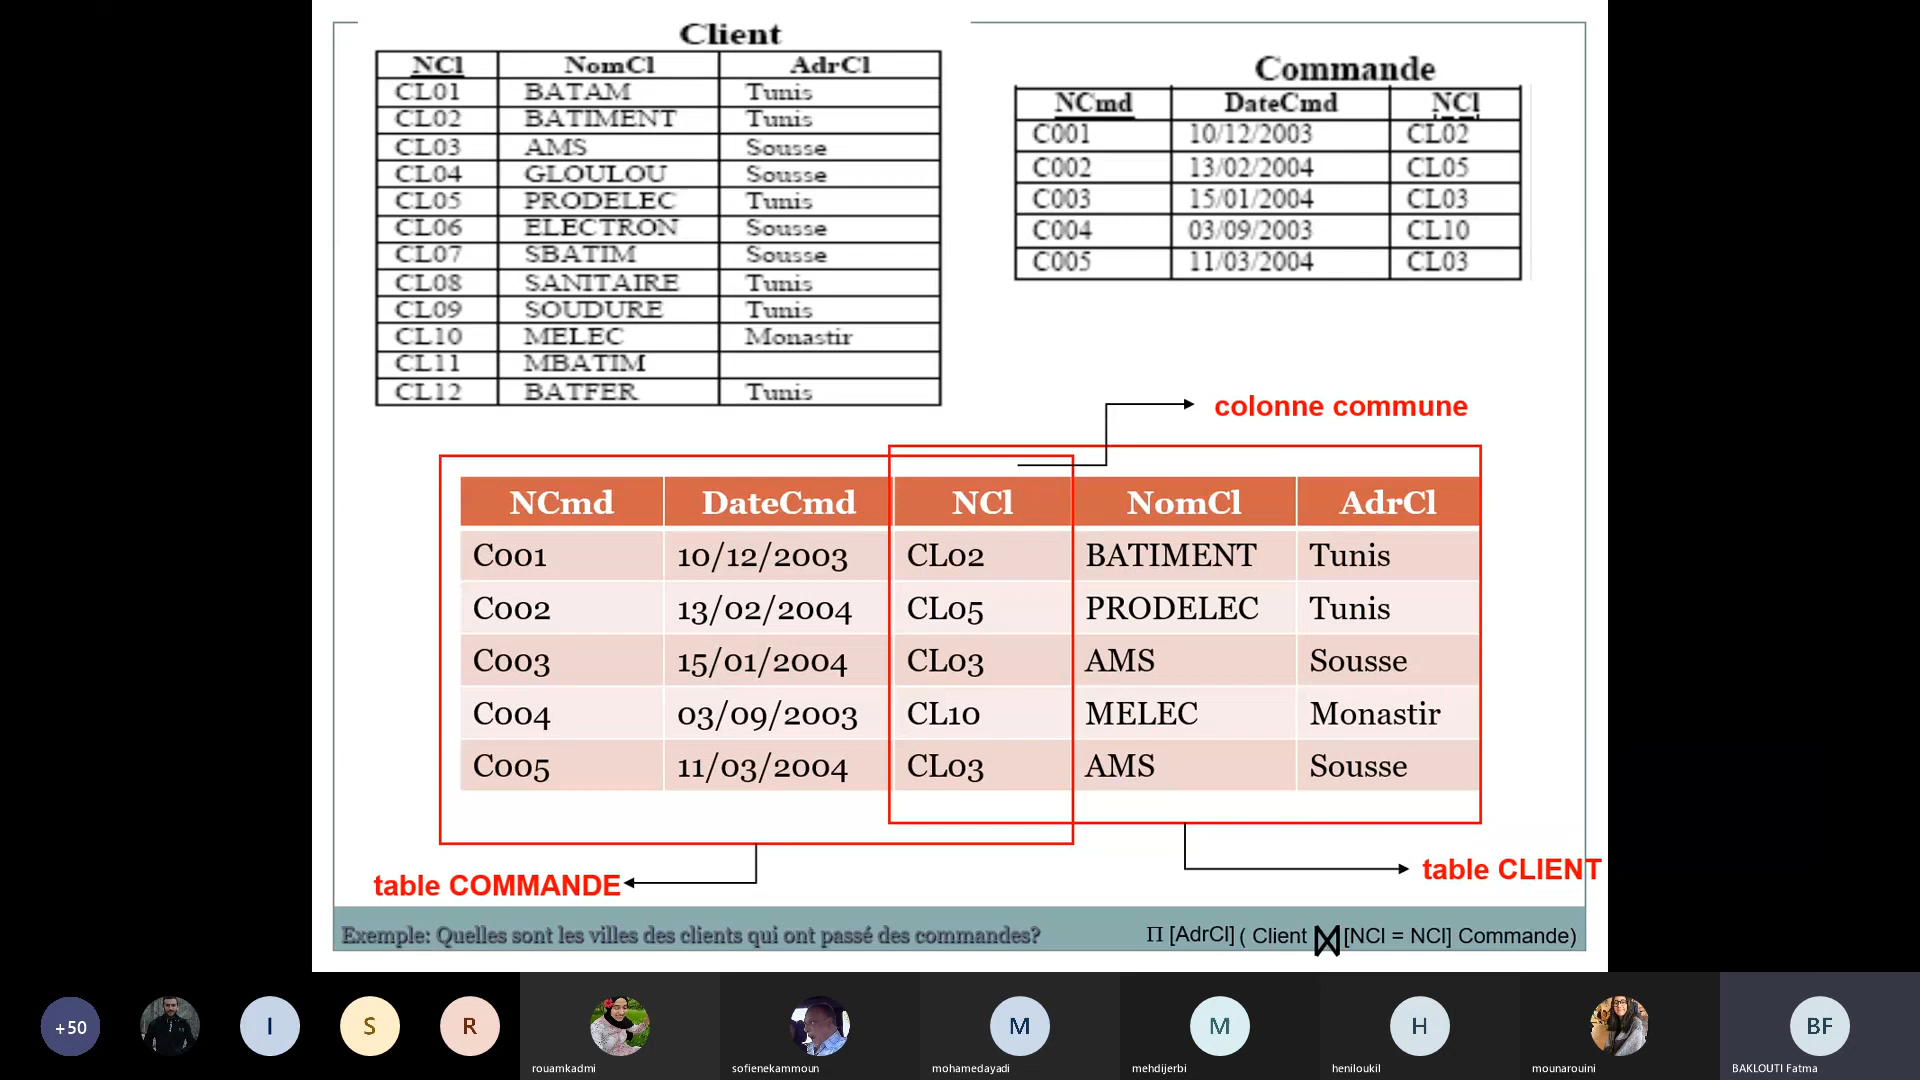 Client
NCl NomCl AdrCl
CL01 BATAM Tunis
CL02 BATIMENT Tunis
CL03 AMS Sousse
CL04 GLOULOU Sousse
CL05 PRODELEC Tunis
CL06 ELECTRON Sousse
CL07 SBATIM Sousse
CL08 SANITAIRE Tunis
CL09 SOUDURE Tunis
CL10 MELEC Monastir
CL11 MBATIM
CL12 BATFER Tunis
Commande
NCmd DateCmd NCl
C001 10/12/2003 CL02
C002 13/02/2004 CL05
C003 15/01/2004 CL03
C004 03/09/2003 CL10
C005 11/03/2004 CL03
colonne commune
NCmd DateCmd NCl NomCl AdrCl
C001 10/12/2003 CL02 BATIMENT Tunis
C002 13/02/2004 CL05 PRODELEC Tunis
C003 15/01/2004 CL03 AMS Sousse
C004 03/09/2003 CL10 MELEC Monastir
C005 11/03/2004 CL03 AMS Sousse
table COMMANDE
table CLIENT
Exemple: Quelles sont les villes des clients qui ont passé des commandes?
Π [AdrCl] ( Client ⋈ [NCl = NCl] Commande)
+50 I S R M M H BF
rouamkadmi sofienekammoun mohamedayadi mehdijerbi heniloukil mounarouini BAKLOUTI Fatma